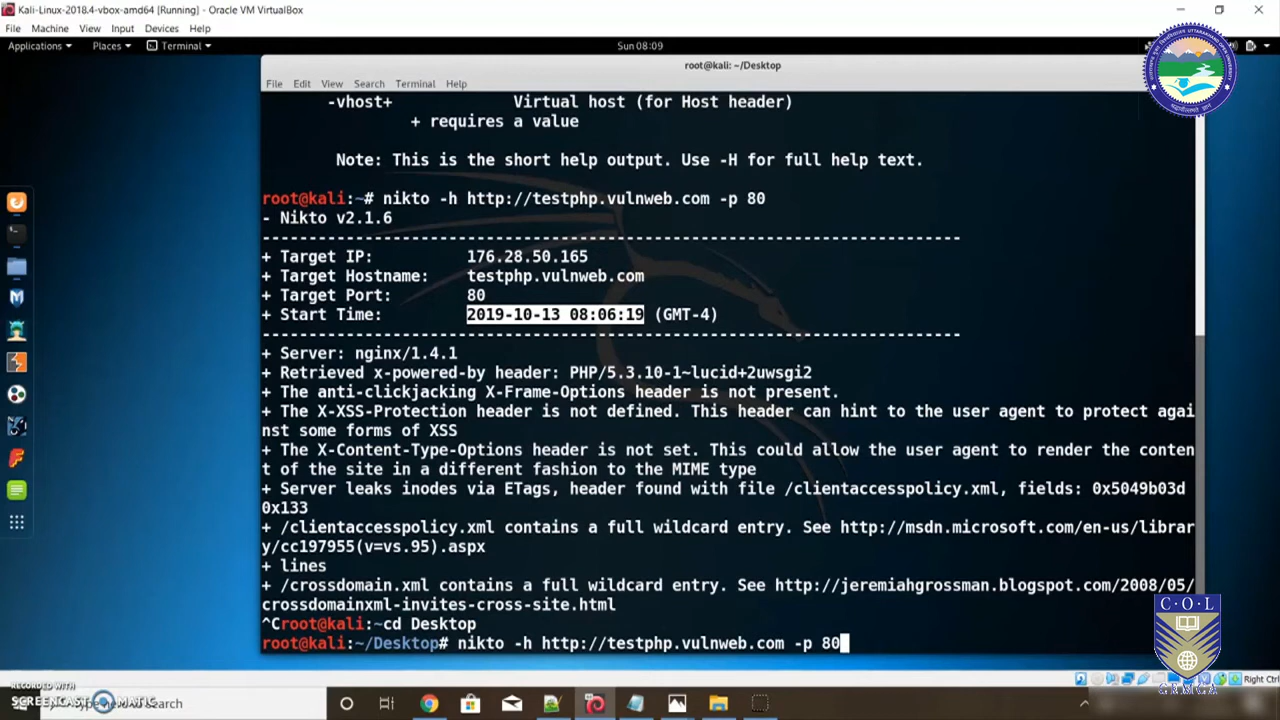 Kali-Linux-2018.4-vbox-amd64 [Running] - Oracle VM VirtualBox
File Machine View Input Devices Help
Applications Places Terminal Sun 08:09
root@kali: ~/Desktop
File Edit View Search Terminal Help
-vhost+ Virtual host (for Host header)
+ requires a value
Note: This is the short help output. Use -H for full help text.
root@kali:~# nikto -h http://testphp.vulnweb.com -p 80
- Nikto v2.1.6
---------------------------------------------------------------------------
+ Target IP: 176.28.50.165
+ Target Hostname: testphp.vulnweb.com
+ Target Port: 80
+ Start Time: 2019-10-13 08:06:19 (GMT-4)
---------------------------------------------------------------------------
+ Server: nginx/1.4.1
+ Retrieved x-powered-by header: PHP/5.3.10-1~lucid+2uwsgi2
+ The anti-clickjacking X-Frame-Options header is not present.
+ The X-XSS-Protection header is not defined. This header can hint to the user agent to protect agai
nst some forms of XSS
+ The X-Content-Type-Options header is not set. This could allow the user agent to render the conten
t of the site in a different fashion to the MIME type
+ Server leaks inodes via ETags, header found with file /clientaccesspolicy.xml, fields: 0x5049b03d
0x133
+ /clientaccesspolicy.xml contains a full wildcard entry. See http://msdn.microsoft.com/en-us/librar
y/cc197955(v=vs.95).aspx
+ lines
+ /crossdomain.xml contains a full wildcard entry. See http://jeremiahgrossman.blogspot.com/2008/05/
crossdomainxml-invites-cross-site.html
^Croot@kali:~cd Desktop
root@kali:~/Desktop# nikto -h http://testphp.vulnweb.com -p 80
C·O·L
CEMCA
Right Ctrl
RECORDED WITH
SCREENCAST MATIC
to search